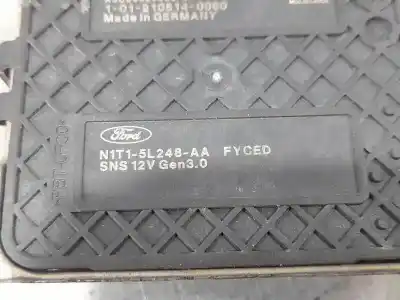 1-01-210514-0060
Made in GERMANY
Ford
N1T1-5L248-AA FYCED
SNS 12V Gen3.0